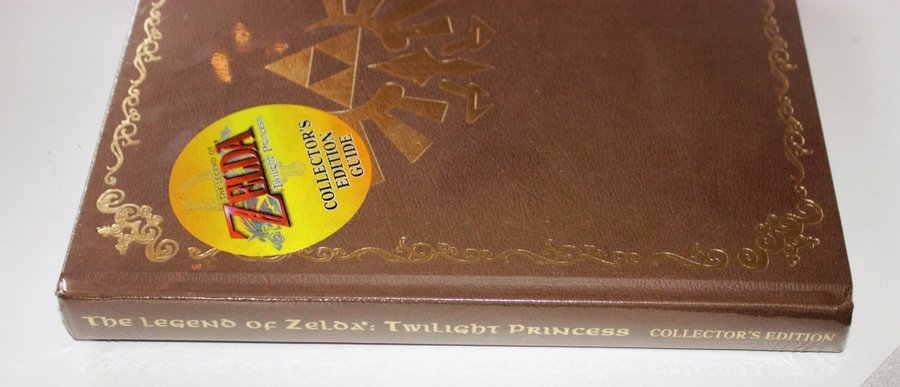 THE LEGEND OF
ZELDA
TWILIGHT PRINCESS
COLLECTOR'S
EDITION
GUIDE
The Legend of Zelda®: Twilight Princess COLLECTOR'S EDITION